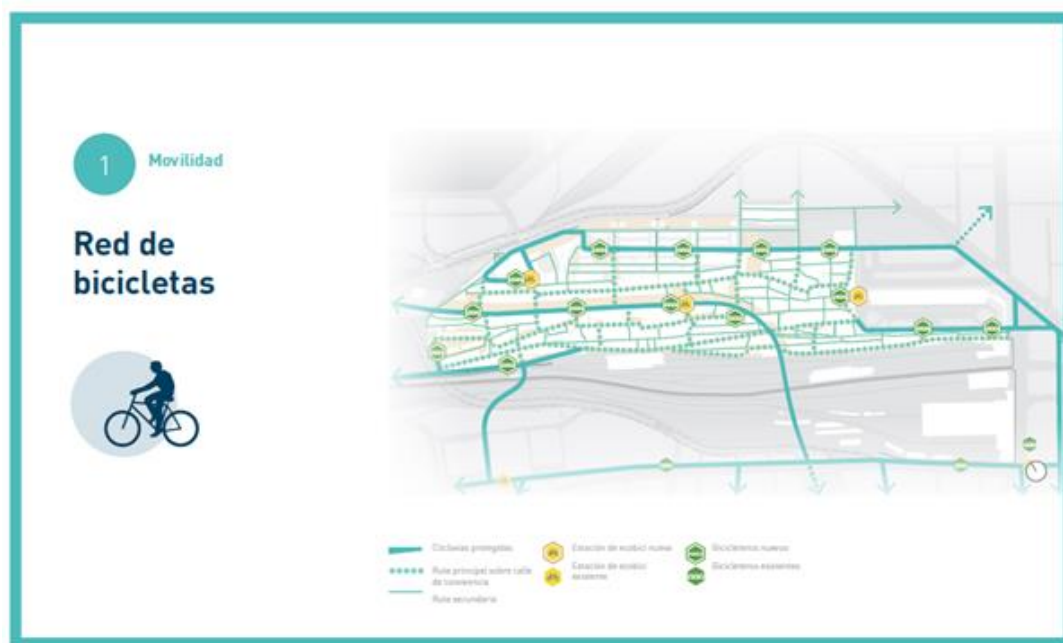 1
Movilidad
Red de
bicicletas
Ciclovías protegidas
Ruta principal sobre calle
de convivencia
Ruta secundaria
Estación de ecobici nueva
Estación de ecobici
existente
Bicicleteros nuevos
Bicicleteros existentes